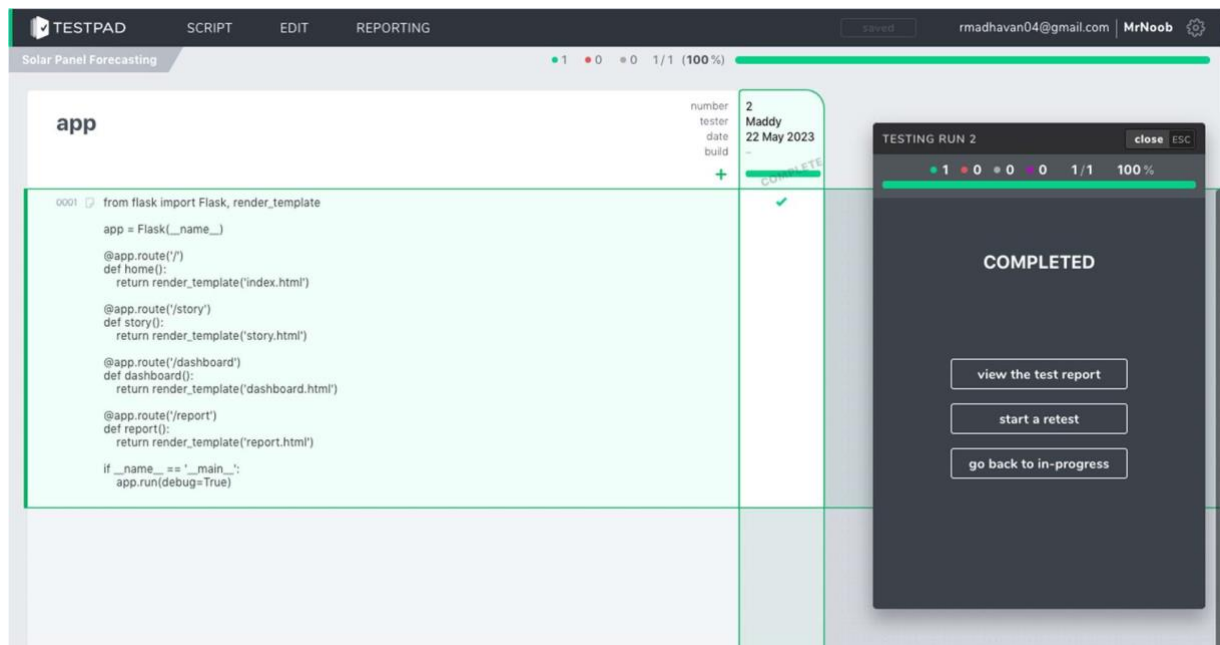 TESTPAD SCRIPT EDIT REPORTING saved rmadhavan04@gmail.com MrNoob
Solar Panel Forecasting 1 0 0 1/1 (100%)
app
number 2
tester Maddy
date 22 May 2023
build –
+ COMPLETE
0001 from flask import Flask, render_template
app = Flask(__name__)
@app.route('/')
def home():
return render_template('index.html')
@app.route('/story')
def story():
return render_template('story.html')
@app.route('/dashboard')
def dashboard():
return render_template('dashboard.html')
@app.route('/report')
def report():
return render_template('report.html')
if __name__ == '__main__':
app.run(debug=True)
TESTING RUN 2 close ESC
1 0 0 0 1/1 100%
COMPLETED
view the test report
start a retest
go back to in-progress